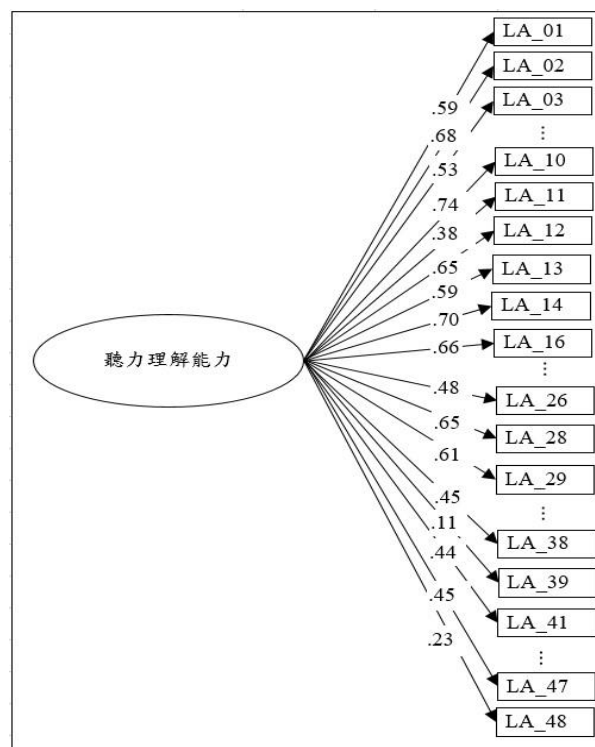 LA_01
LA_02
LA_03
.59
.68
⋮
.53
LA_10
LA_11
.74
LA_12
.38
.65
LA_13
.59
LA_14
.70
LA_16
.66
聽力理解能力
⋮
.48
LA_26
.65
LA_28
.61
LA_29
.45
⋮
.11
LA_38
.44
LA_39
.45
LA_41
.23
⋮
LA_47
LA_48